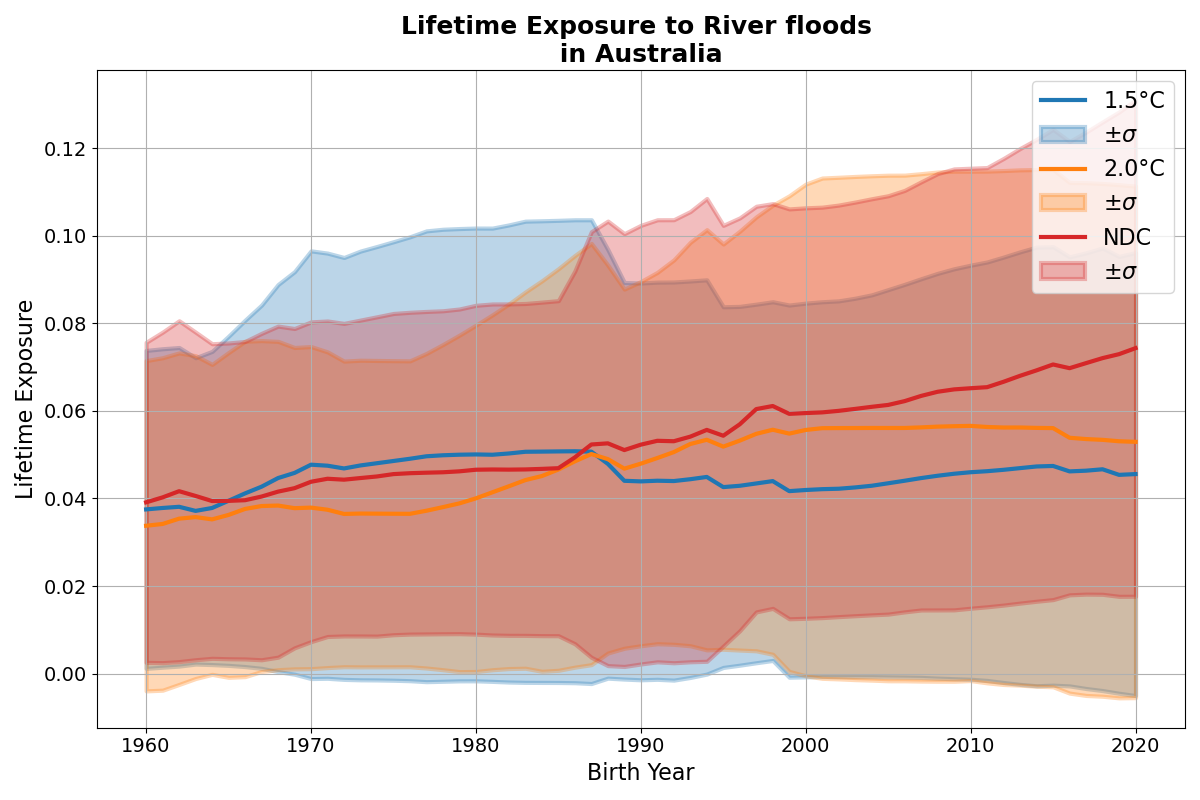 Lifetime Exposure to River floods
in Australia
1.5°C
±σ
2.0°C
±σ
NDC
±σ
Lifetime Exposure
0.12
0.10
0.08
0.06
0.04
0.02
0.00
1960 1970 1980 1990 2000 2010 2020
Birth Year